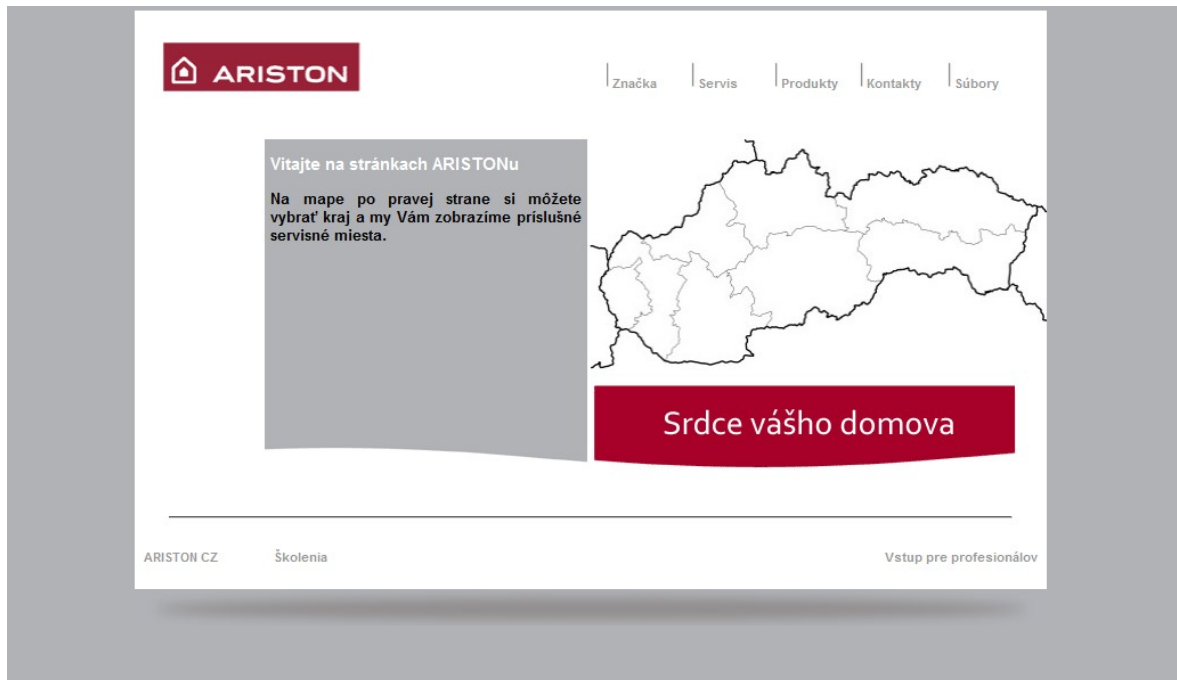 ARISTON
Značka
Servis
Produkty
Kontakty
Súbory
Vitajte na stránkach ARISTONu
Na mape po pravej strane si môžete
vybrať kraj a my Vám zobrazíme príslušné
servisné miesta.
Srdce vášho domova
ARISTON CZ
Školenia
Vstup pre profesionálov